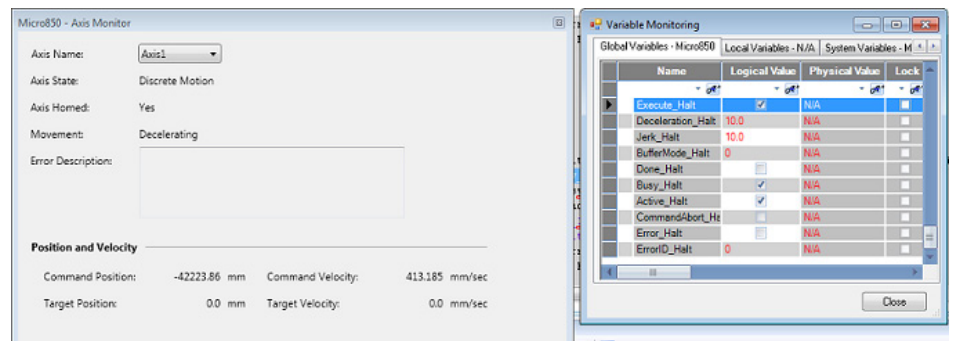 Micro850 - Axis Monitor
Axis Name: Axis1
Axis State: Discrete Motion
Axis Homed: Yes
Movement: Decelerating
Error Description:
Position and Velocity
Command Position: -42223.86 mm Command Velocity: 413.185 mm/sec
Target Position: 0.0 mm Target Velocity: 0.0 mm/sec
Variable Monitoring
Global Variables - Micro850 Local Variables - N/A System Variables - M
Name Logical Value Physical Value Lock
Execute_Halt N/A
Deceleration_Halt 10.0 N/A
Jerk_Halt 10.0 N/A
BufferMode_Halt 0 N/A
Done_Halt N/A
Busy_Halt N/A
Active_Halt N/A
CommandAbort_Ha N/A
Error_Halt N/A
ErrorID_Halt 0 N/A
Close